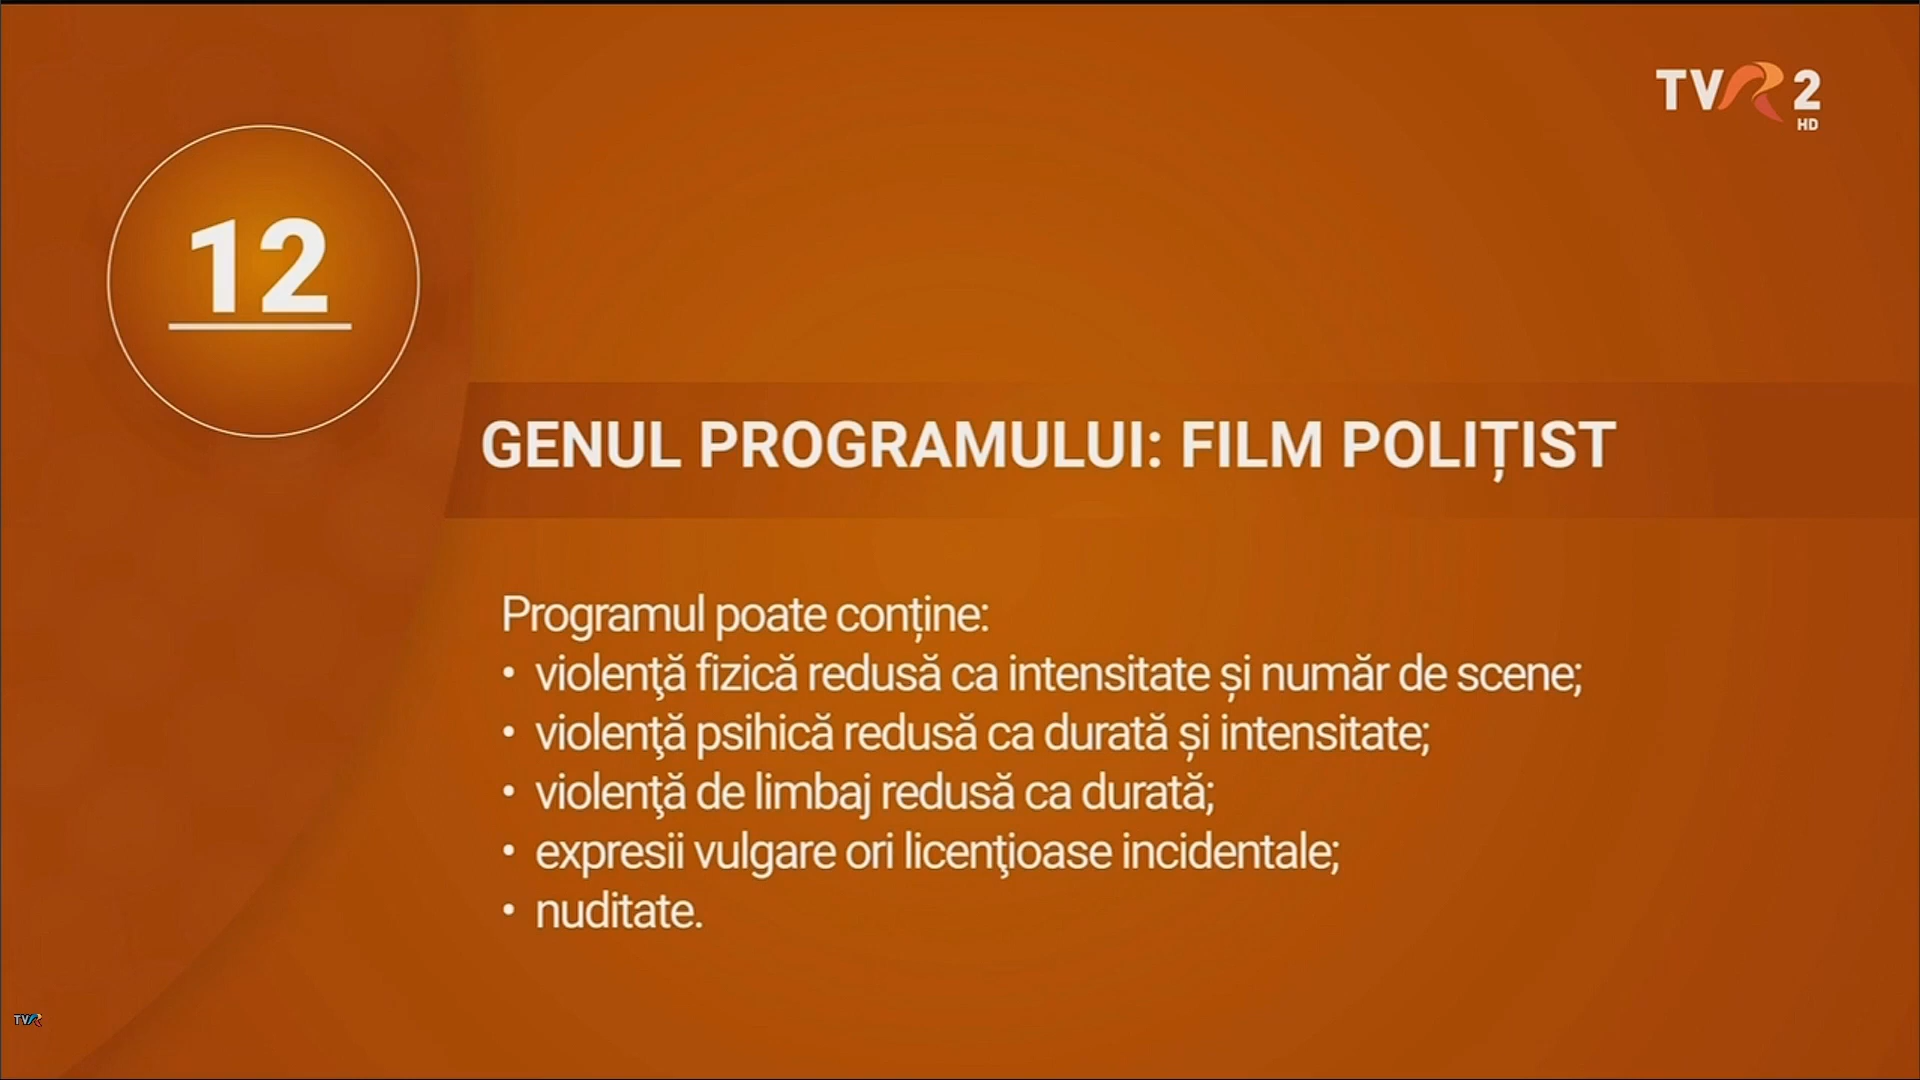 TVR 2
HD
12
GENUL PROGRAMULUI: FILM POLIȚIST
Programul poate conține:
• violenţă fizică redusă ca intensitate și număr de scene;
• violenţă psihică redusă ca durată și intensitate;
• violenţă de limbaj redusă ca durată;
• expresii vulgare ori licenţioase incidentale;
• nuditate.
TVR